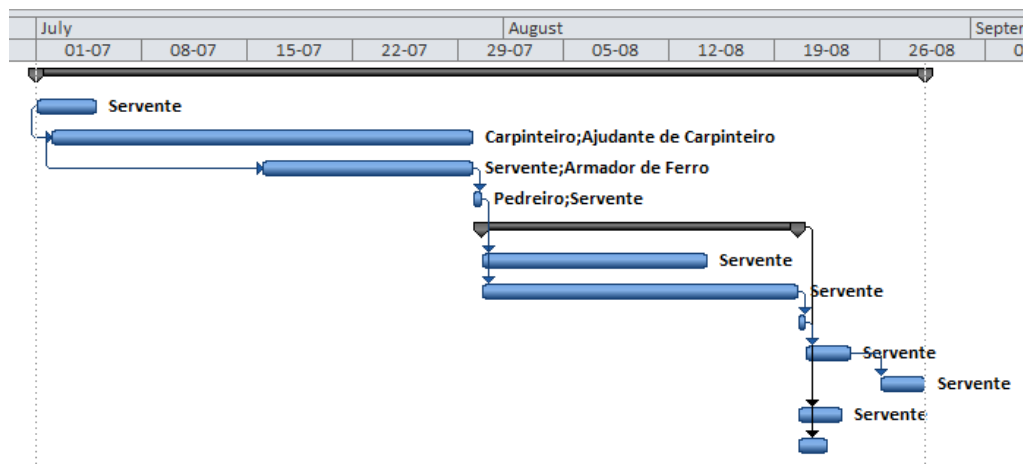 July August Septer
01-07 08-07 15-07 22-07 29-07 05-08 12-08 19-08 26-08 0
Servente
Carpinteiro;Ajudante de Carpinteiro
Servente;Armador de Ferro
Pedreiro;Servente
Servente
Servente
Servente
Servente
Servente